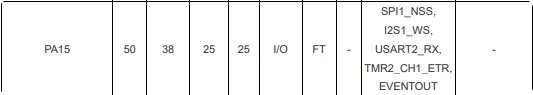 PA15 50 38 25 25 I/O FT - SPI1_NSS,
I2S1_WS,
USART2_RX,
TMR2_CH1_ETR,
EVENTOUT -